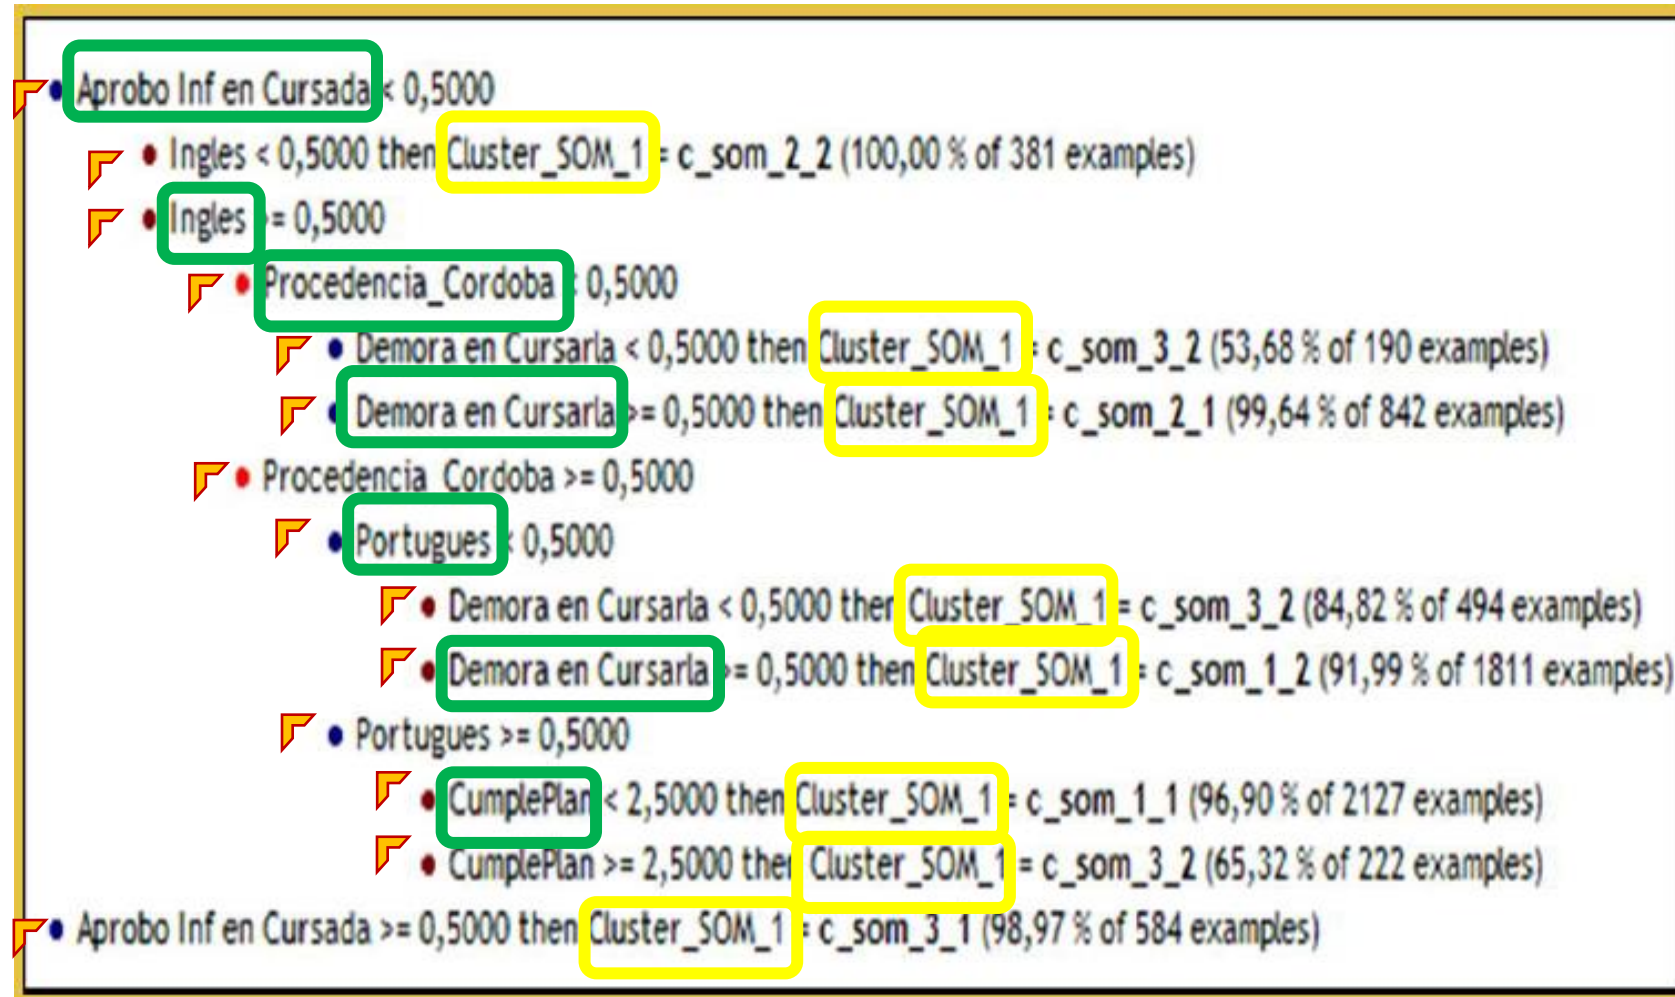 Aprobo Inf en Cursada < 0,5000
Ingles < 0,5000 then Cluster_SOM_1 = c_som_2_2 (100,00 % of 381 examples)
Ingles >= 0,5000
Procedencia_Cordoba < 0,5000
Demora en Cursarla < 0,5000 then Cluster_SOM_1 = c_som_3_2 (53,68 % of 190 examples)
Demora en Cursarla >= 0,5000 then Cluster_SOM_1 = c_som_2_1 (99,64 % of 842 examples)
Procedencia_Cordoba >= 0,5000
Portugues < 0,5000
Demora en Cursarla < 0,5000 then Cluster_SOM_1 = c_som_3_2 (84,82 % of 494 examples)
Demora en Cursarla >= 0,5000 then Cluster_SOM_1 = c_som_1_2 (91,99 % of 1811 examples)
Portugues >= 0,5000
CumplePlan < 2,5000 then Cluster_SOM_1 = c_som_1_1 (96,90 % of 2127 examples)
CumplePlan >= 2,5000 then Cluster_SOM_1 = c_som_3_2 (65,32 % of 222 examples)
Aprobo Inf en Cursada >= 0,5000 then Cluster_SOM_1 = c_som_3_1 (98,97 % of 584 examples)